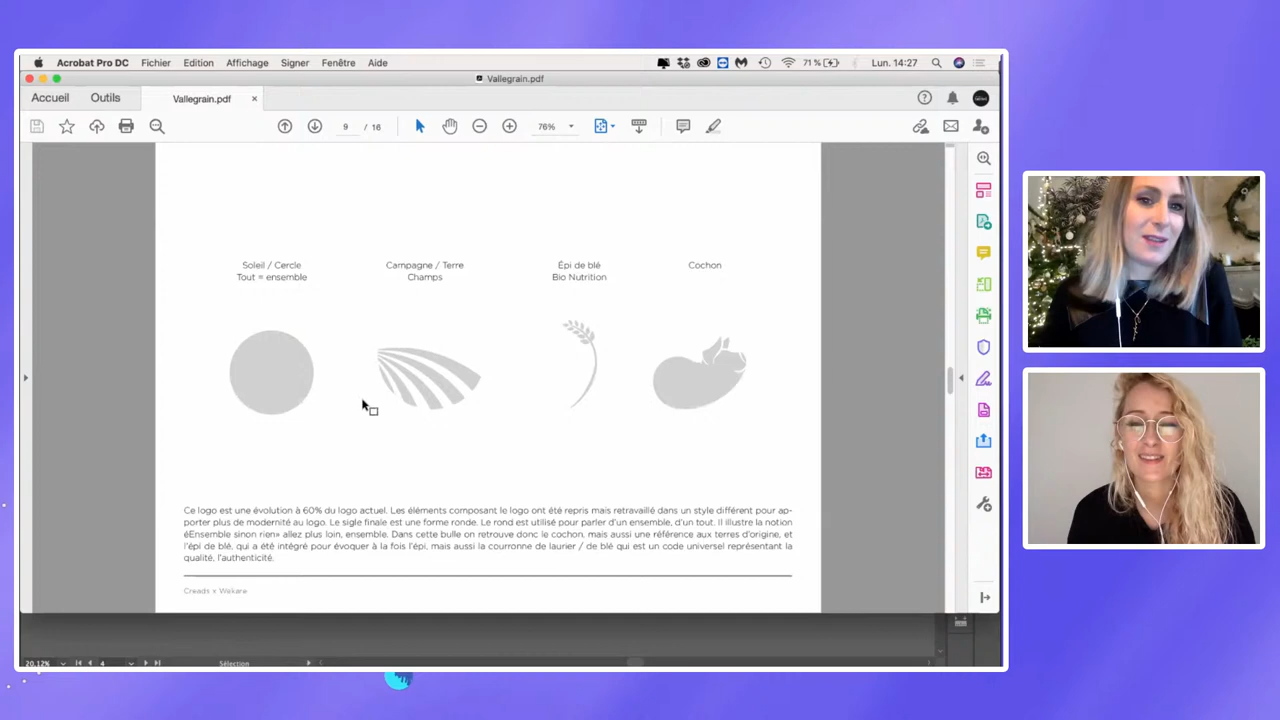 Acrobat Pro DC Fichier Edition Affichage Signer Fenêtre Aide 71 % Lun. 14:27
Vallegrain.pdf
Accueil Outils Vallegrain.pdf ×
9 / 16 76%
Soleil / Cercle
Tout = ensemble
Campagne / Terre
Champs
Épi de blé
Bio Nutrition
Cochon
Ce logo est une évolution à 60% du logo actuel. Les éléments composant le logo ont été repris mais retravaillé dans un style différent pour ap-
porter plus de modernité au logo. Le sigle finale est une forme ronde. Le rond est utilisé pour parler d'un ensemble, d'un tout. Il illustre la notion
éEnsemble sinon rien» allez plus loin, ensemble. Dans cette bulle on retrouve donc le cochon, mais aussi une référence aux terres d'origine, et
l'épi de blé, qui a été intégré pour évoquer à la fois l'épi, mais aussi la couronne de laurier / de blé qui est un code universel représentant la
qualité, l'authenticité.
Creads x Wekare
20,12% 4 Sélection